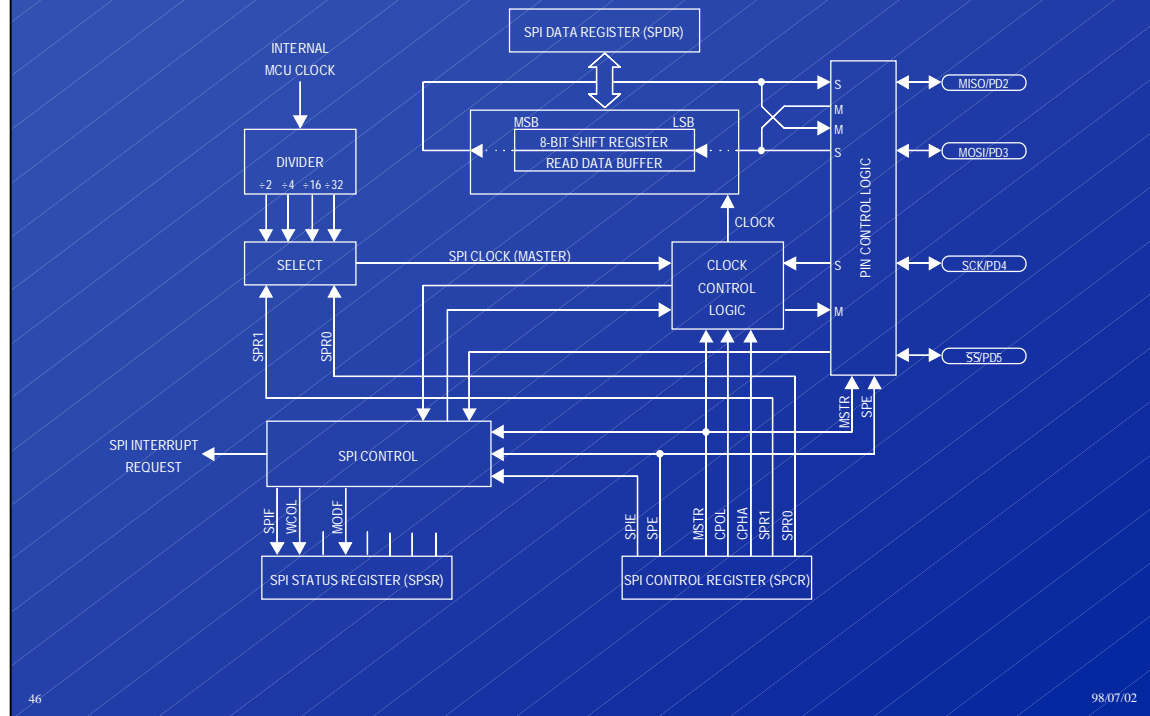 SPI DATA REGISTER (SPDR)
INTERNAL
MCU CLOCK
MSB
LSB
8-BIT SHIFT REGISTER
READ DATA BUFFER
DIVIDER
÷2 ÷4 ÷16 ÷32
SELECT
SPI CLOCK (MASTER)
CLOCK
CLOCK
CONTROL
LOGIC
S
M
M
S
S
M
PIN CONTROL LOGIC
MISO/PD2
MOSI/PD3
SCK/PD4
SS/PD5
SPR1
SPR0
MSTR
SPE
SPI INTERRUPT
REQUEST
SPI CONTROL
SPIF
WCOL
MODF
SPIE
SPE
MSTR
CPOL
CPHA
SPR1
SPR0
SPI STATUS REGISTER (SPSR)
SPI CONTROL REGISTER (SPCR)
46
98/07/02